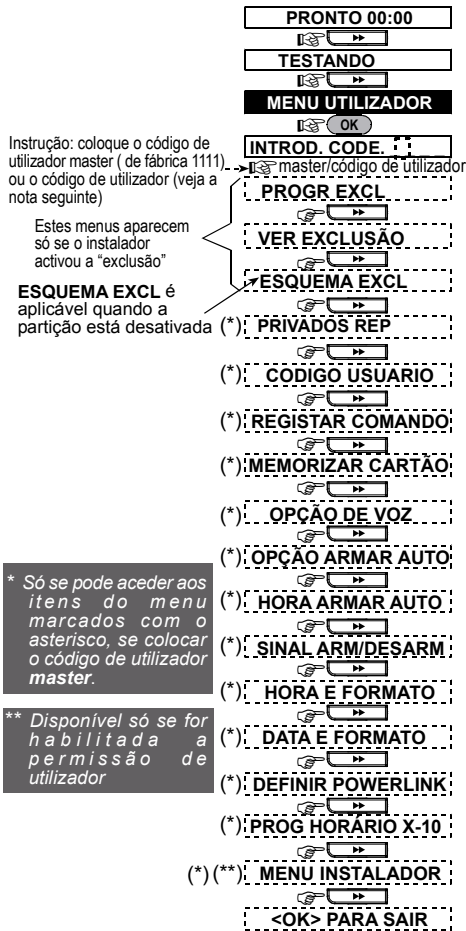 PRONTO 00:00
TESTANDO
MENU UTILIZADOR
OK
INTROD. CODE.
Instrução: coloque o código de
utilizador master ( de fábrica 1111)
ou o código de utilizador (veja a
nota seguinte)
master/código de utilizador
PROGR EXCL
Estes menus aparecem
só se o instalador
activou a “exclusão”
VER EXCLUSÃO
ESQUEMA EXCL
ESQUEMA EXCL é
aplicável quando a
partição está desativada
(*) PRIVADOS REP
(*) CODIGO USUARIO
(*) REGISTAR COMANDO
(*) MEMORIZAR CARTÃO
(*) OPÇÃO DE VOZ
(*) OPÇÃO ARMAR AUTO
(*) HORA ARMAR AUTO
(*) SINAL ARM/DESARM
(*) HORA E FORMATO
(*) DATA E FORMATO
(*) DEFINIR POWERLINK
(*) PROG HORÁRIO X-10
(*) (**) MENU INSTALADOR
<OK> PARA SAIR
* Só se pode aceder aos
itens do menu
marcados com o
asterisco, se colocar
o código de utilizador
master.
** Disponível só se for
habilitada a
permissão de
utilizador